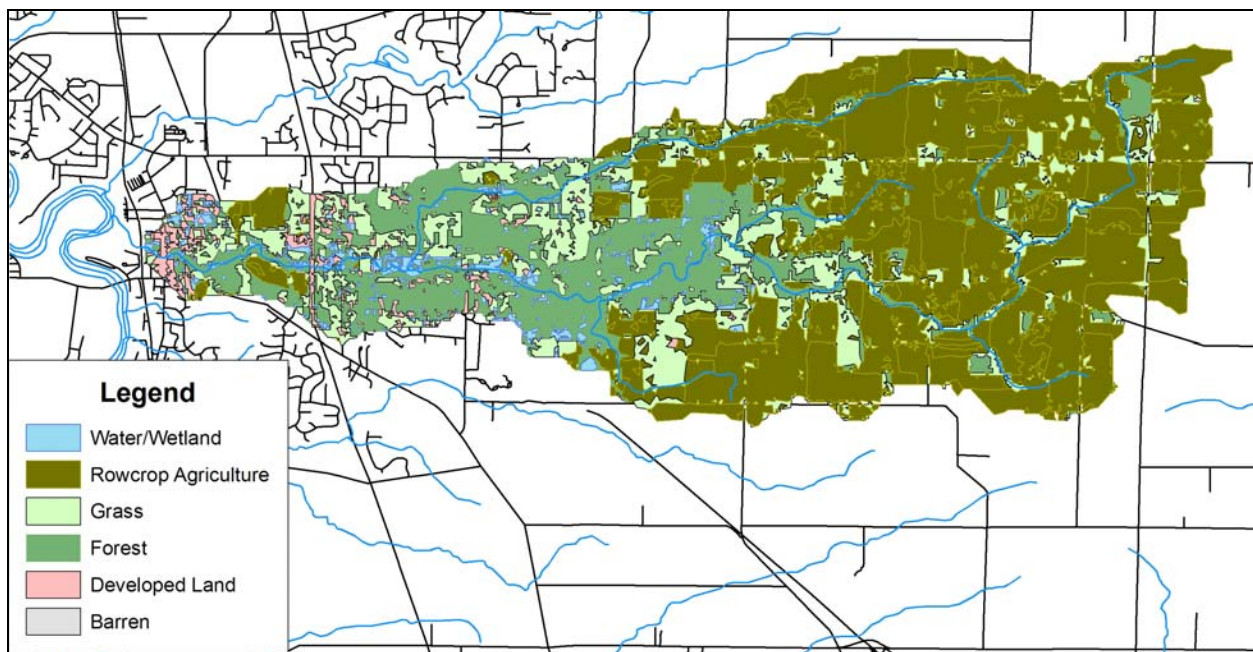 Legend
Water/Wetland
Rowcrop Agriculture
Grass
Forest
Developed Land
Barren